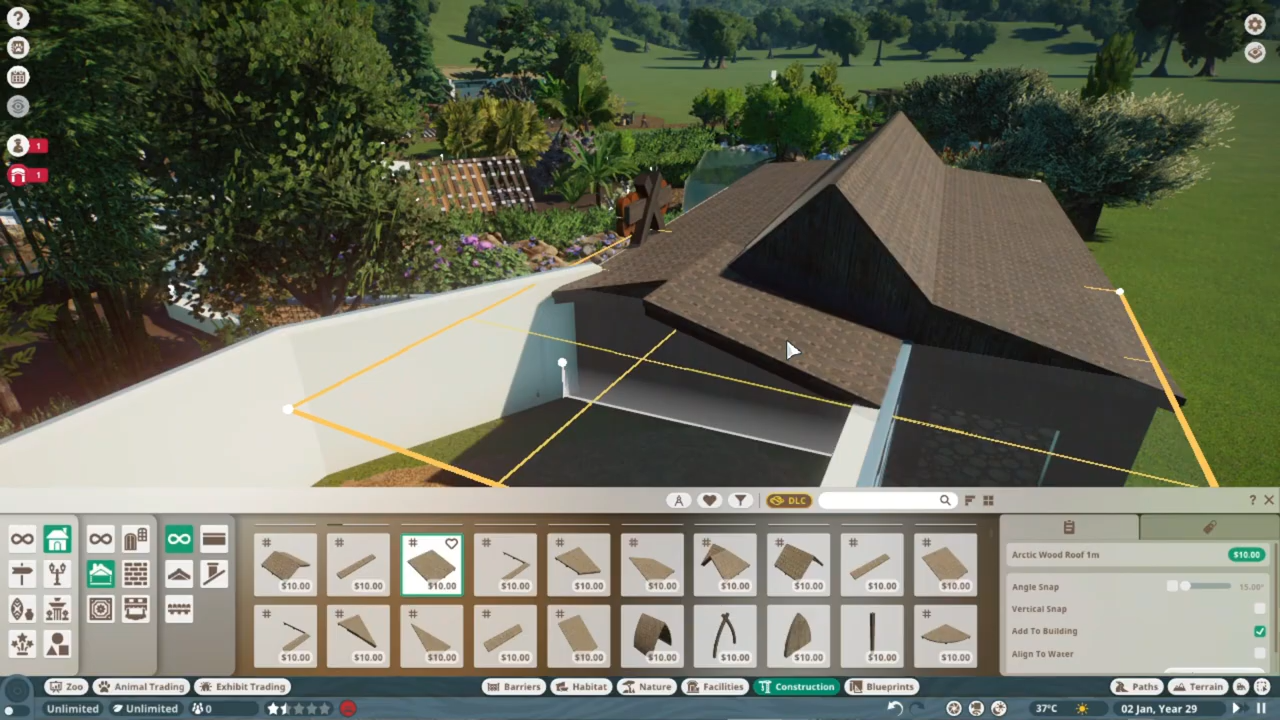 ?
1
1
DLC
? ×
$10.00 $10.00 $10.00 $10.00 $10.00 $10.00 $10.00 $10.00 $10.00 $10.00
$10.00 $10.00 $10.00 $10.00 $10.00 $10.00 $10.00 $10.00 $10.00 $10.00
Arctic Wood Roof 1m $10.00
Angle Snap 15.00°
Vertical Snap
Add To Building
Align To Water
Zoo Animal Trading Exhibit Trading Barriers Habitat Nature Facilities Construction Blueprints Paths Terrain
Unlimited Unlimited 0 37°C 02 Jan, Year 29